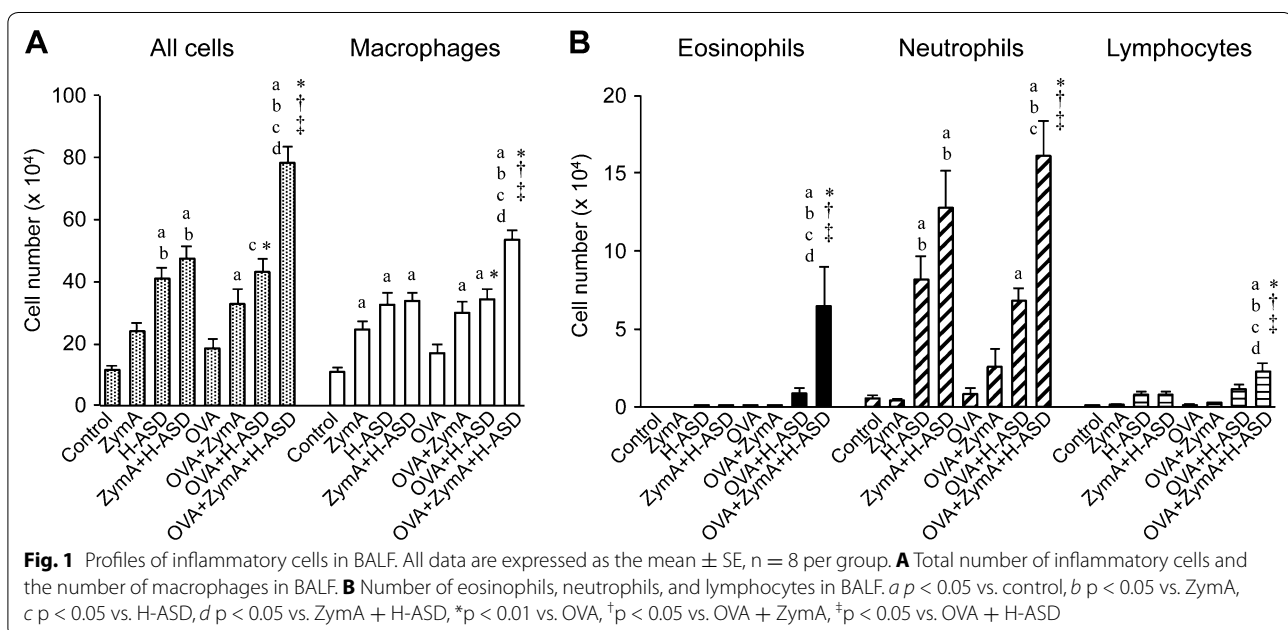 A
B
All cells
Macrophages
Eosinophils
Neutrophils
Lymphocytes
Cell number (x 10⁴)
100
80
60
40
20
0
a
b
a
b
a
c *
a
b
c
d
*
†
‡
Control
ZymA
H-ASD
ZymA+H-ASD
OVA
OVA+ZymA
OVA+H-ASD
OVA+ZymA+H-ASD
a
a
a
a
a *
a
b
c
d
*
†
‡
Control
ZymA
H-ASD
ZymA+H-ASD
OVA
OVA+ZymA
OVA+H-ASD
OVA+ZymA+H-ASD
Cell number (x 10⁴)
20
15
10
5
0
a
b
c
d
*
†
‡
Control
ZymA
H-ASD
ZymA+H-ASD
OVA
OVA+ZymA
OVA+H-ASD
OVA+ZymA+H-ASD
a
b
a
b
a
a
b
c
*
†
‡
Control
ZymA
H-ASD
ZymA+H-ASD
OVA
OVA+ZymA
OVA+H-ASD
OVA+ZymA+H-ASD
a
b
c
d
*
†
‡
Control
ZymA
H-ASD
ZymA+H-ASD
OVA
OVA+ZymA
OVA+H-ASD
OVA+ZymA+H-ASD
Fig. 1 Profiles of inflammatory cells in BALF. All data are expressed as the mean ± SE, n = 8 per group. A Total number of inflammatory cells and
the number of macrophages in BALF. B Number of eosinophils, neutrophils, and lymphocytes in BALF. a p < 0.05 vs. control, b p < 0.05 vs. ZymA,
c p < 0.05 vs. H-ASD, d p < 0.05 vs. ZymA + H-ASD, *p < 0.01 vs. OVA, †p < 0.05 vs. OVA + ZymA, ‡p < 0.05 vs. OVA + H-ASD